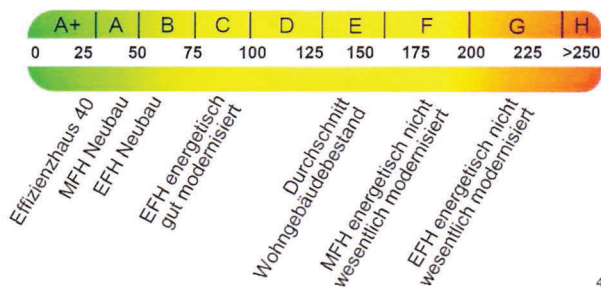 A+ A B C D E F G H
0 25 50 75 100 125 150 175 200 225 >250
Effizienzhaus 40
MFH Neubau
EFH Neubau
EFH energetisch
gut modernisiert
Durchschnitt
Wohngebäudebestand
MFH energetisch nicht
wesentlich modernisiert
EFH energetisch nicht
wesentlich modernisiert
4